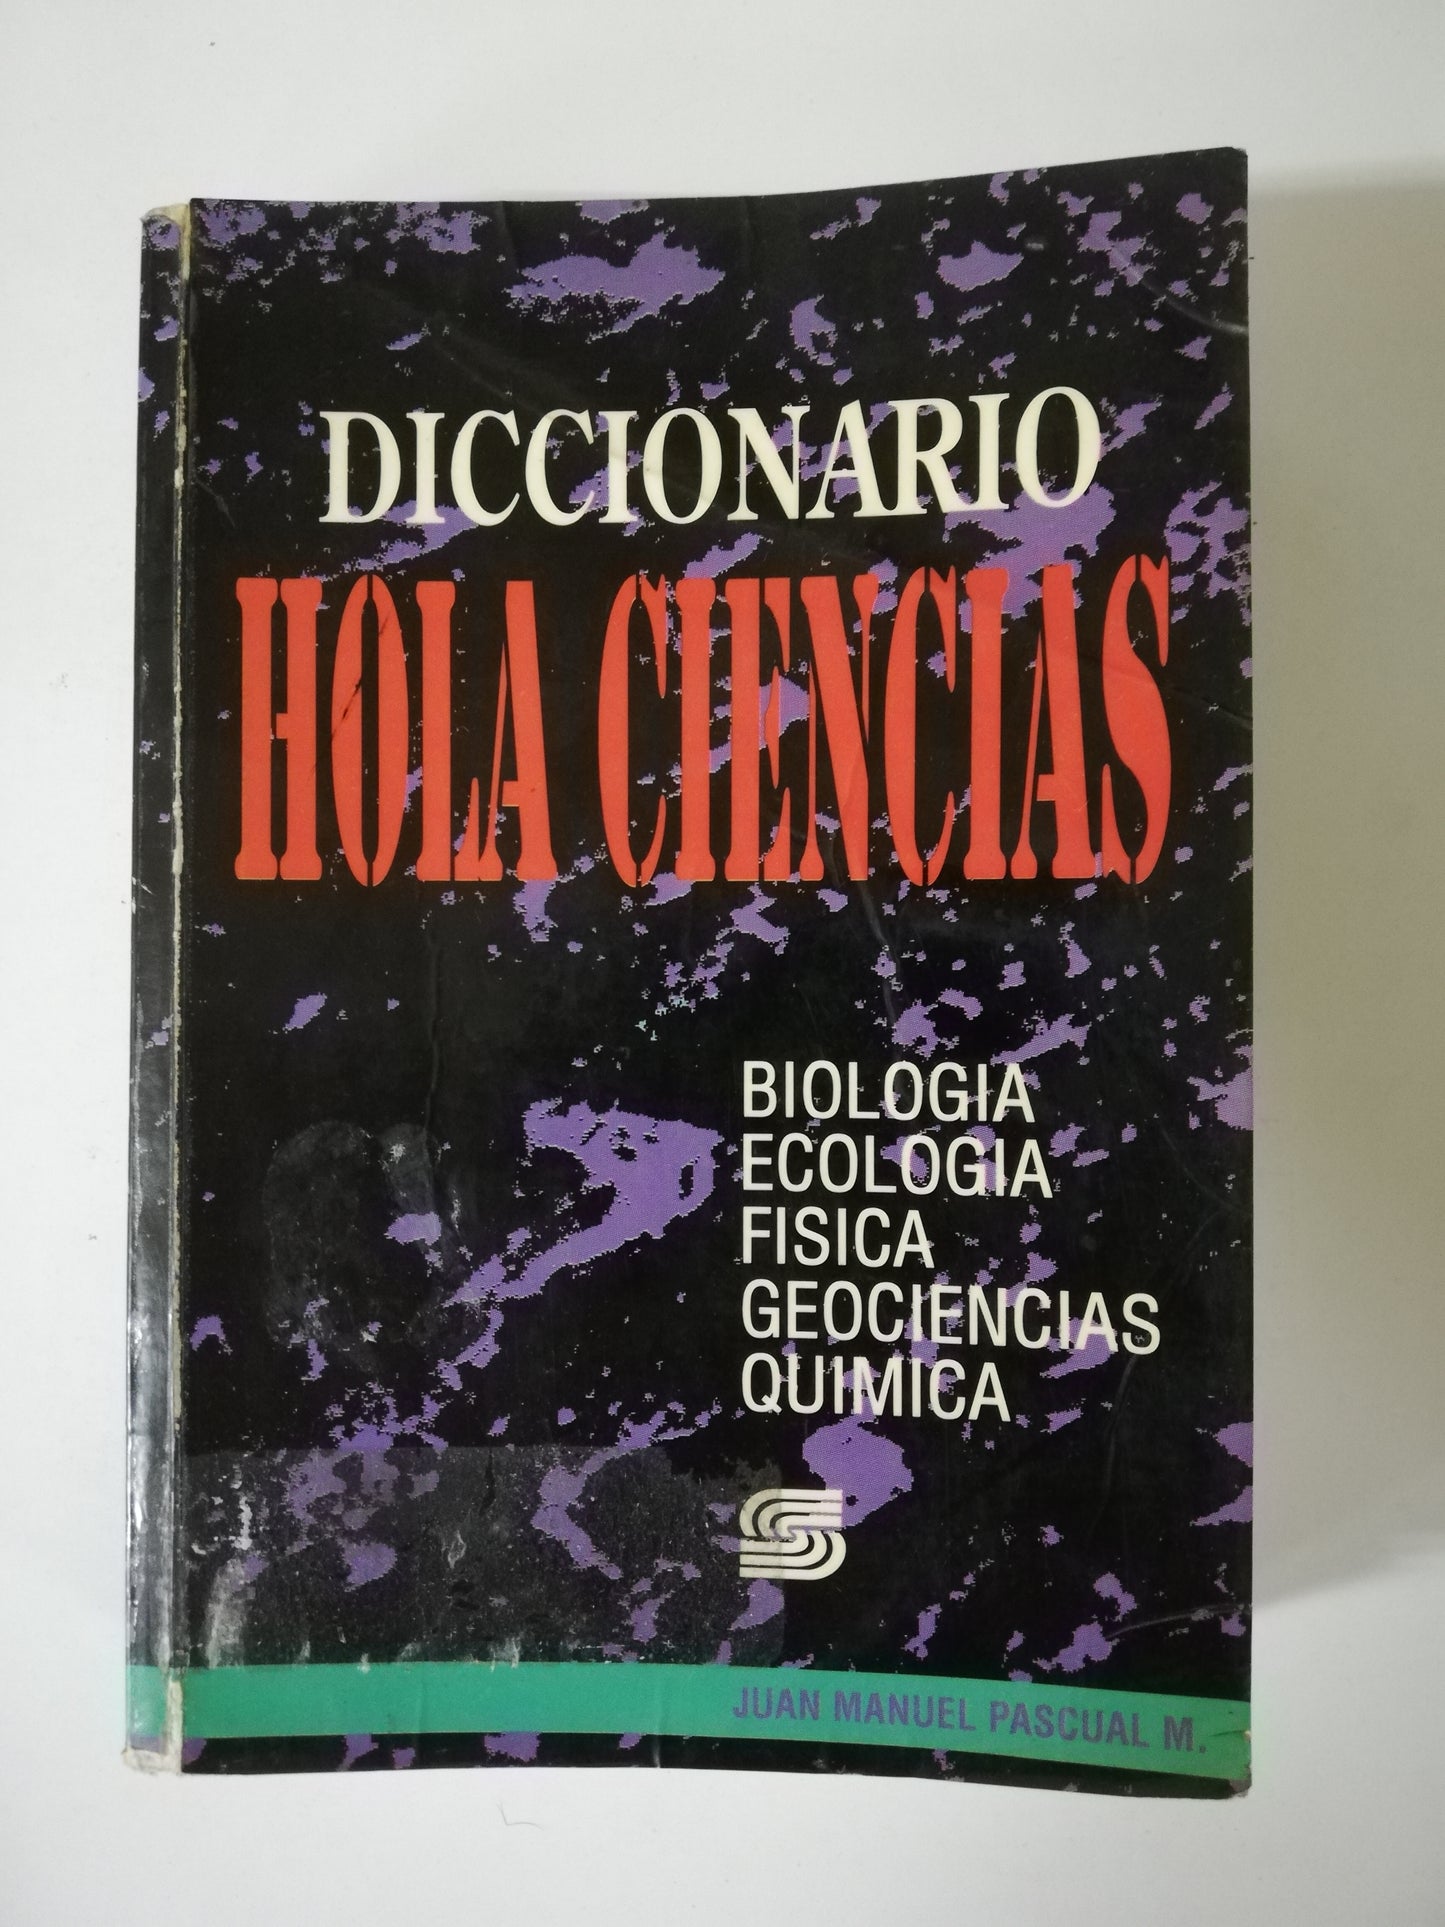 DICCIONARIO
HOLA CIENCIAS
BIOLOGIA
ECOLOGIA
FISICA
GEOCIENCIAS
QUIMICA
JUAN MANUEL PASCUAL M.